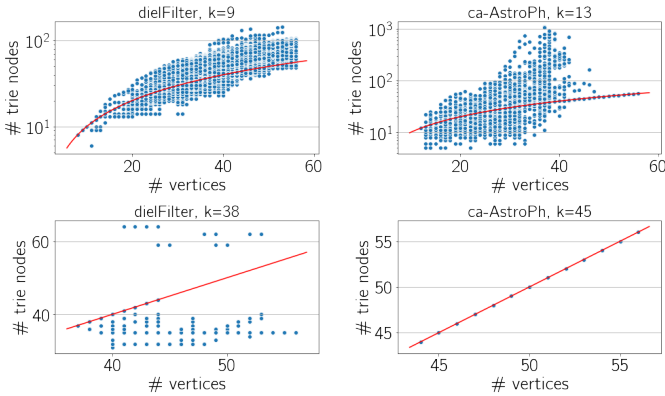 dielFilter, k=9
# trie nodes
10²
10¹
20
40
60
# vertices
ca-AstroPh, k=13
# trie nodes
10³
10²
10¹
20
40
60
# vertices
dielFilter, k=38
# trie nodes
60
40
40
50
# vertices
ca-AstroPh, k=45
# trie nodes
55
50
45
45
50
55
# vertices